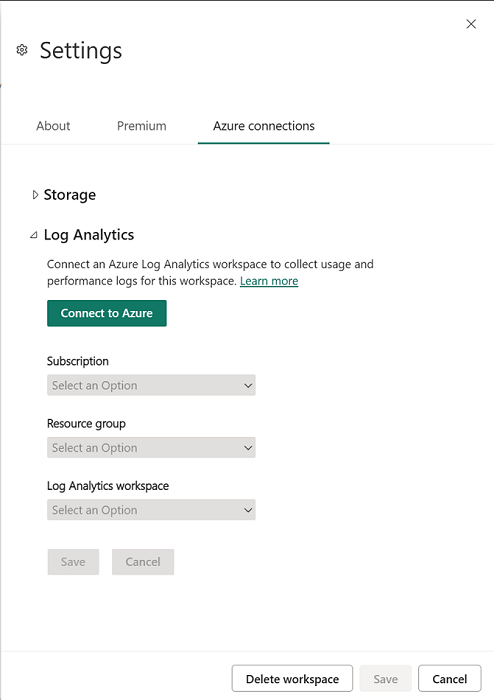 Settings
About Premium Azure connections
Storage
Log Analytics
Connect an Azure Log Analytics workspace to collect usage and
performance logs for this workspace. Learn more
Connect to Azure
Subscription
Select an Option
Resource group
Select an Option
Log Analytics workspace
Select an Option
Save Cancel
Delete workspace Save Cancel